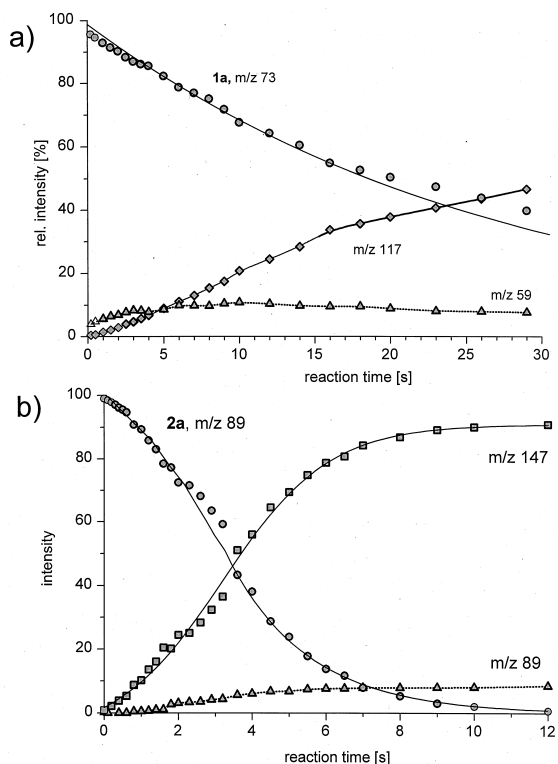 a)
100
80
60
40
20
0
rel. intensity [%]
1a, m/z 73
m/z 117
m/z 59
0
5
10
15
20
25
30
reaction time [s]
b)
100
80
60
40
20
0
intensity
2a, m/z 89
m/z 147
m/z 89
0
2
4
6
8
10
12
reaction time [s]